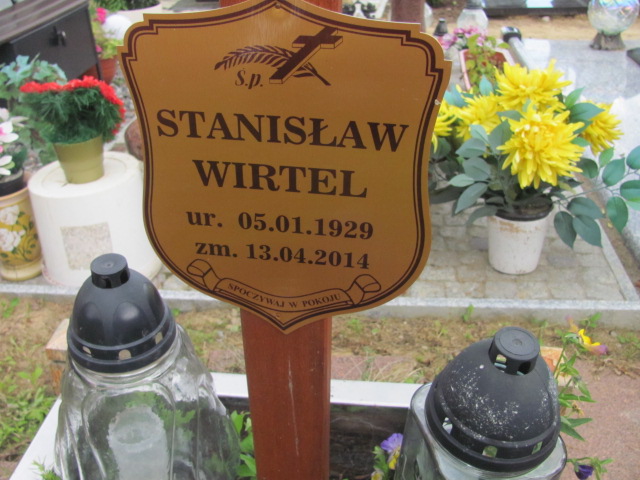 Ś.p.
STANISŁAW
WIRTEL
ur. 05.01.1929
zm. 13.04.2014
SPOCZYWAJ W POKOJU